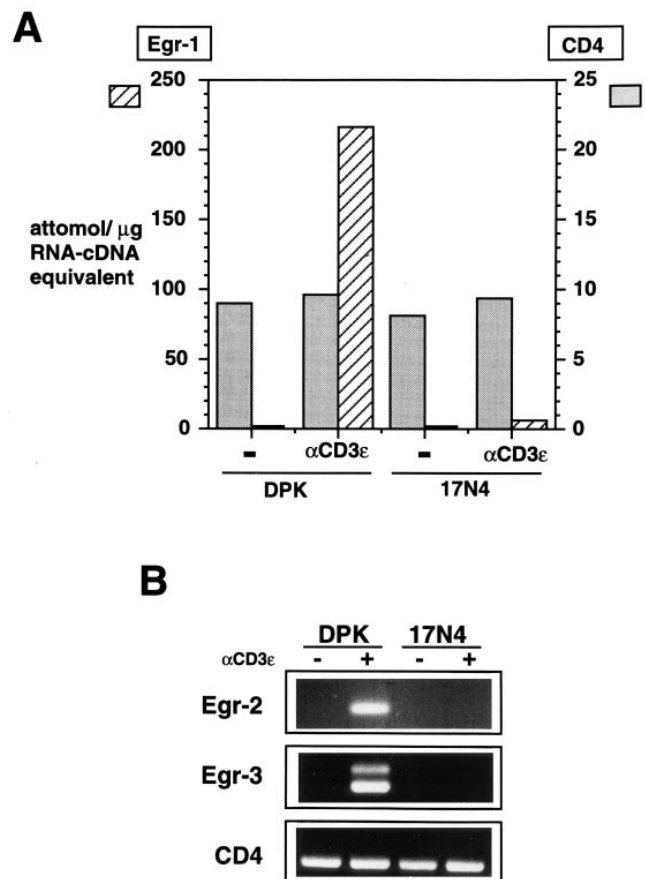 A
Egr-1
CD4
250
200
150
100
50
0
25
20
15
10
5
0
attomol/ μg
RNA-cDNA
equivalent
- αCD3ε - αCD3ε
DPK 17N4
B
DPK 17N4
αCD3ε - + - +
Egr-2
Egr-3
CD4